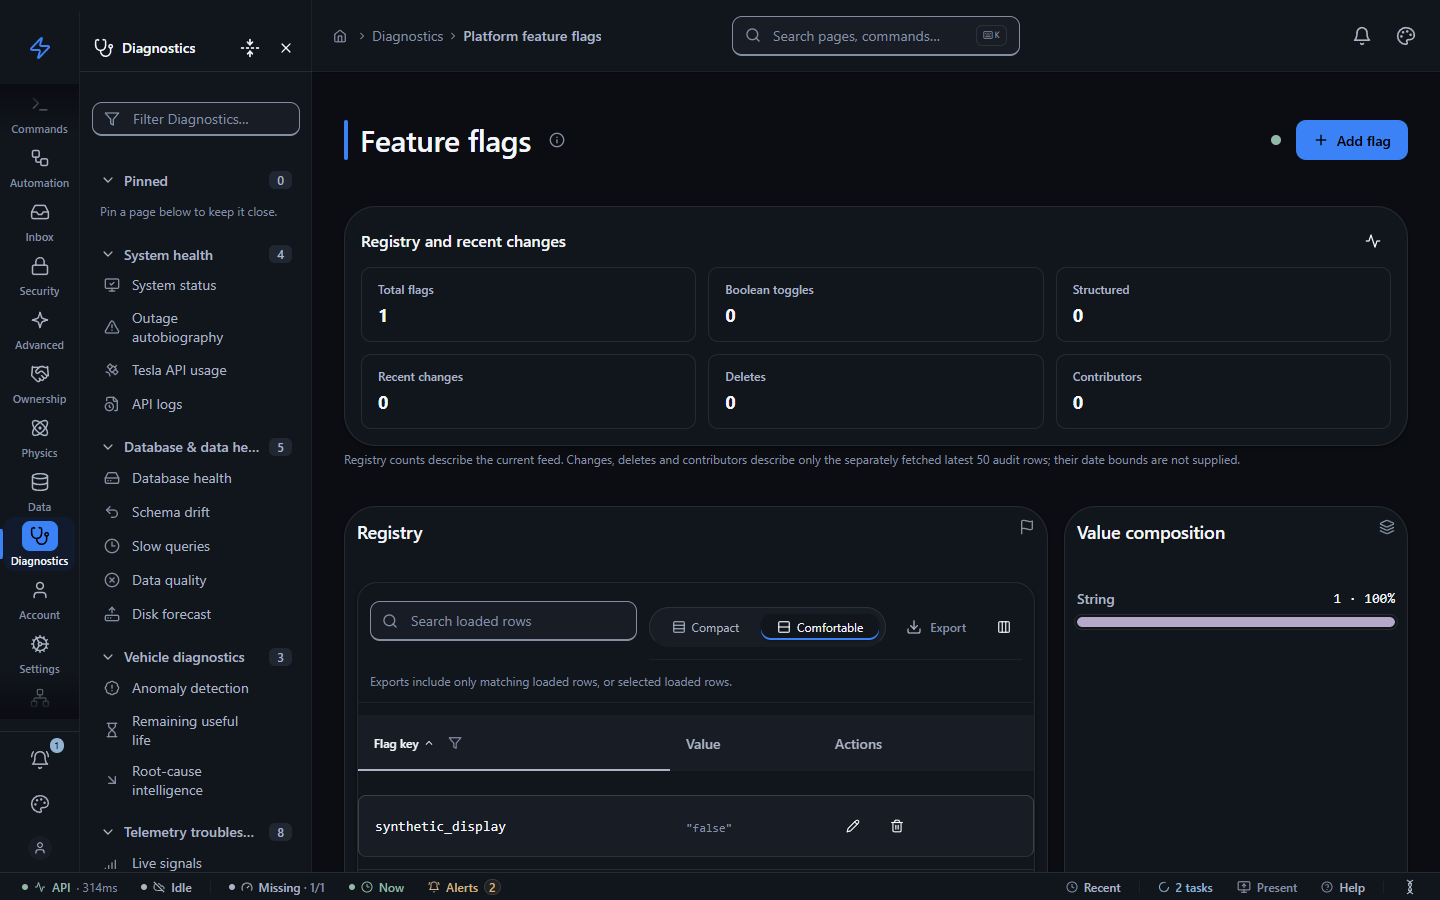 Diagnostics
Diagnostics
Platform feature flags
Search pages, commands...
K
Commands
Automation
Inbox
Security
Advanced
Ownership
Physics
Data
Diagnostics
Account
Settings
1
Filter Diagnostics...
Pinned
0
Pin a page below to keep it close.
System health
4
System status
Outage
autobiography
Tesla API usage
API logs
Database & data he...
5
Database health
Schema drift
Slow queries
Data quality
Disk forecast
Vehicle diagnostics
3
Anomaly detection
Remaining useful
life
Root-cause
intelligence
Telemetry troubles...
8
Live signals
Feature flags
Add flag
Registry and recent changes
Total flags
1
Boolean toggles
0
Structured
0
Recent changes
0
Deletes
0
Contributors
0
Registry counts describe the current feed. Changes, deletes and contributors describe only the separately fetched latest 50 audit rows; their date bounds are not supplied.
Registry
Search loaded rows
Compact
Comfortable
Export
Exports include only matching loaded rows, or selected loaded rows.
Flag key
Value
Actions
synthetic_display
"false"
Value composition
String
1 · 100%
API · 314ms
Idle
Missing · 1/1
Now
Alerts 2
Recent
2 tasks
Present
Help